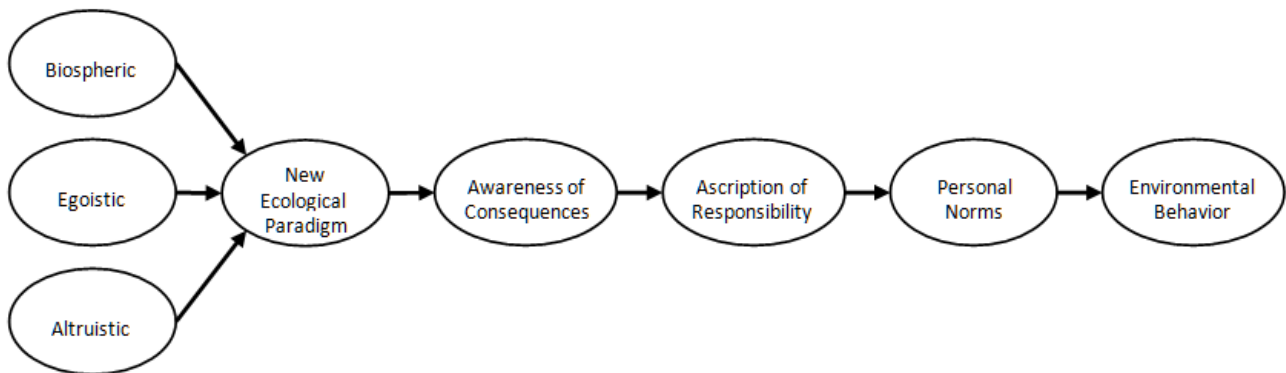 Biospheric
Egoistic
Altruistic
New
Ecological
Paradigm
Awareness of
Consequences
Ascription of
Responsibility
Personal
Norms
Environmental
Behavior